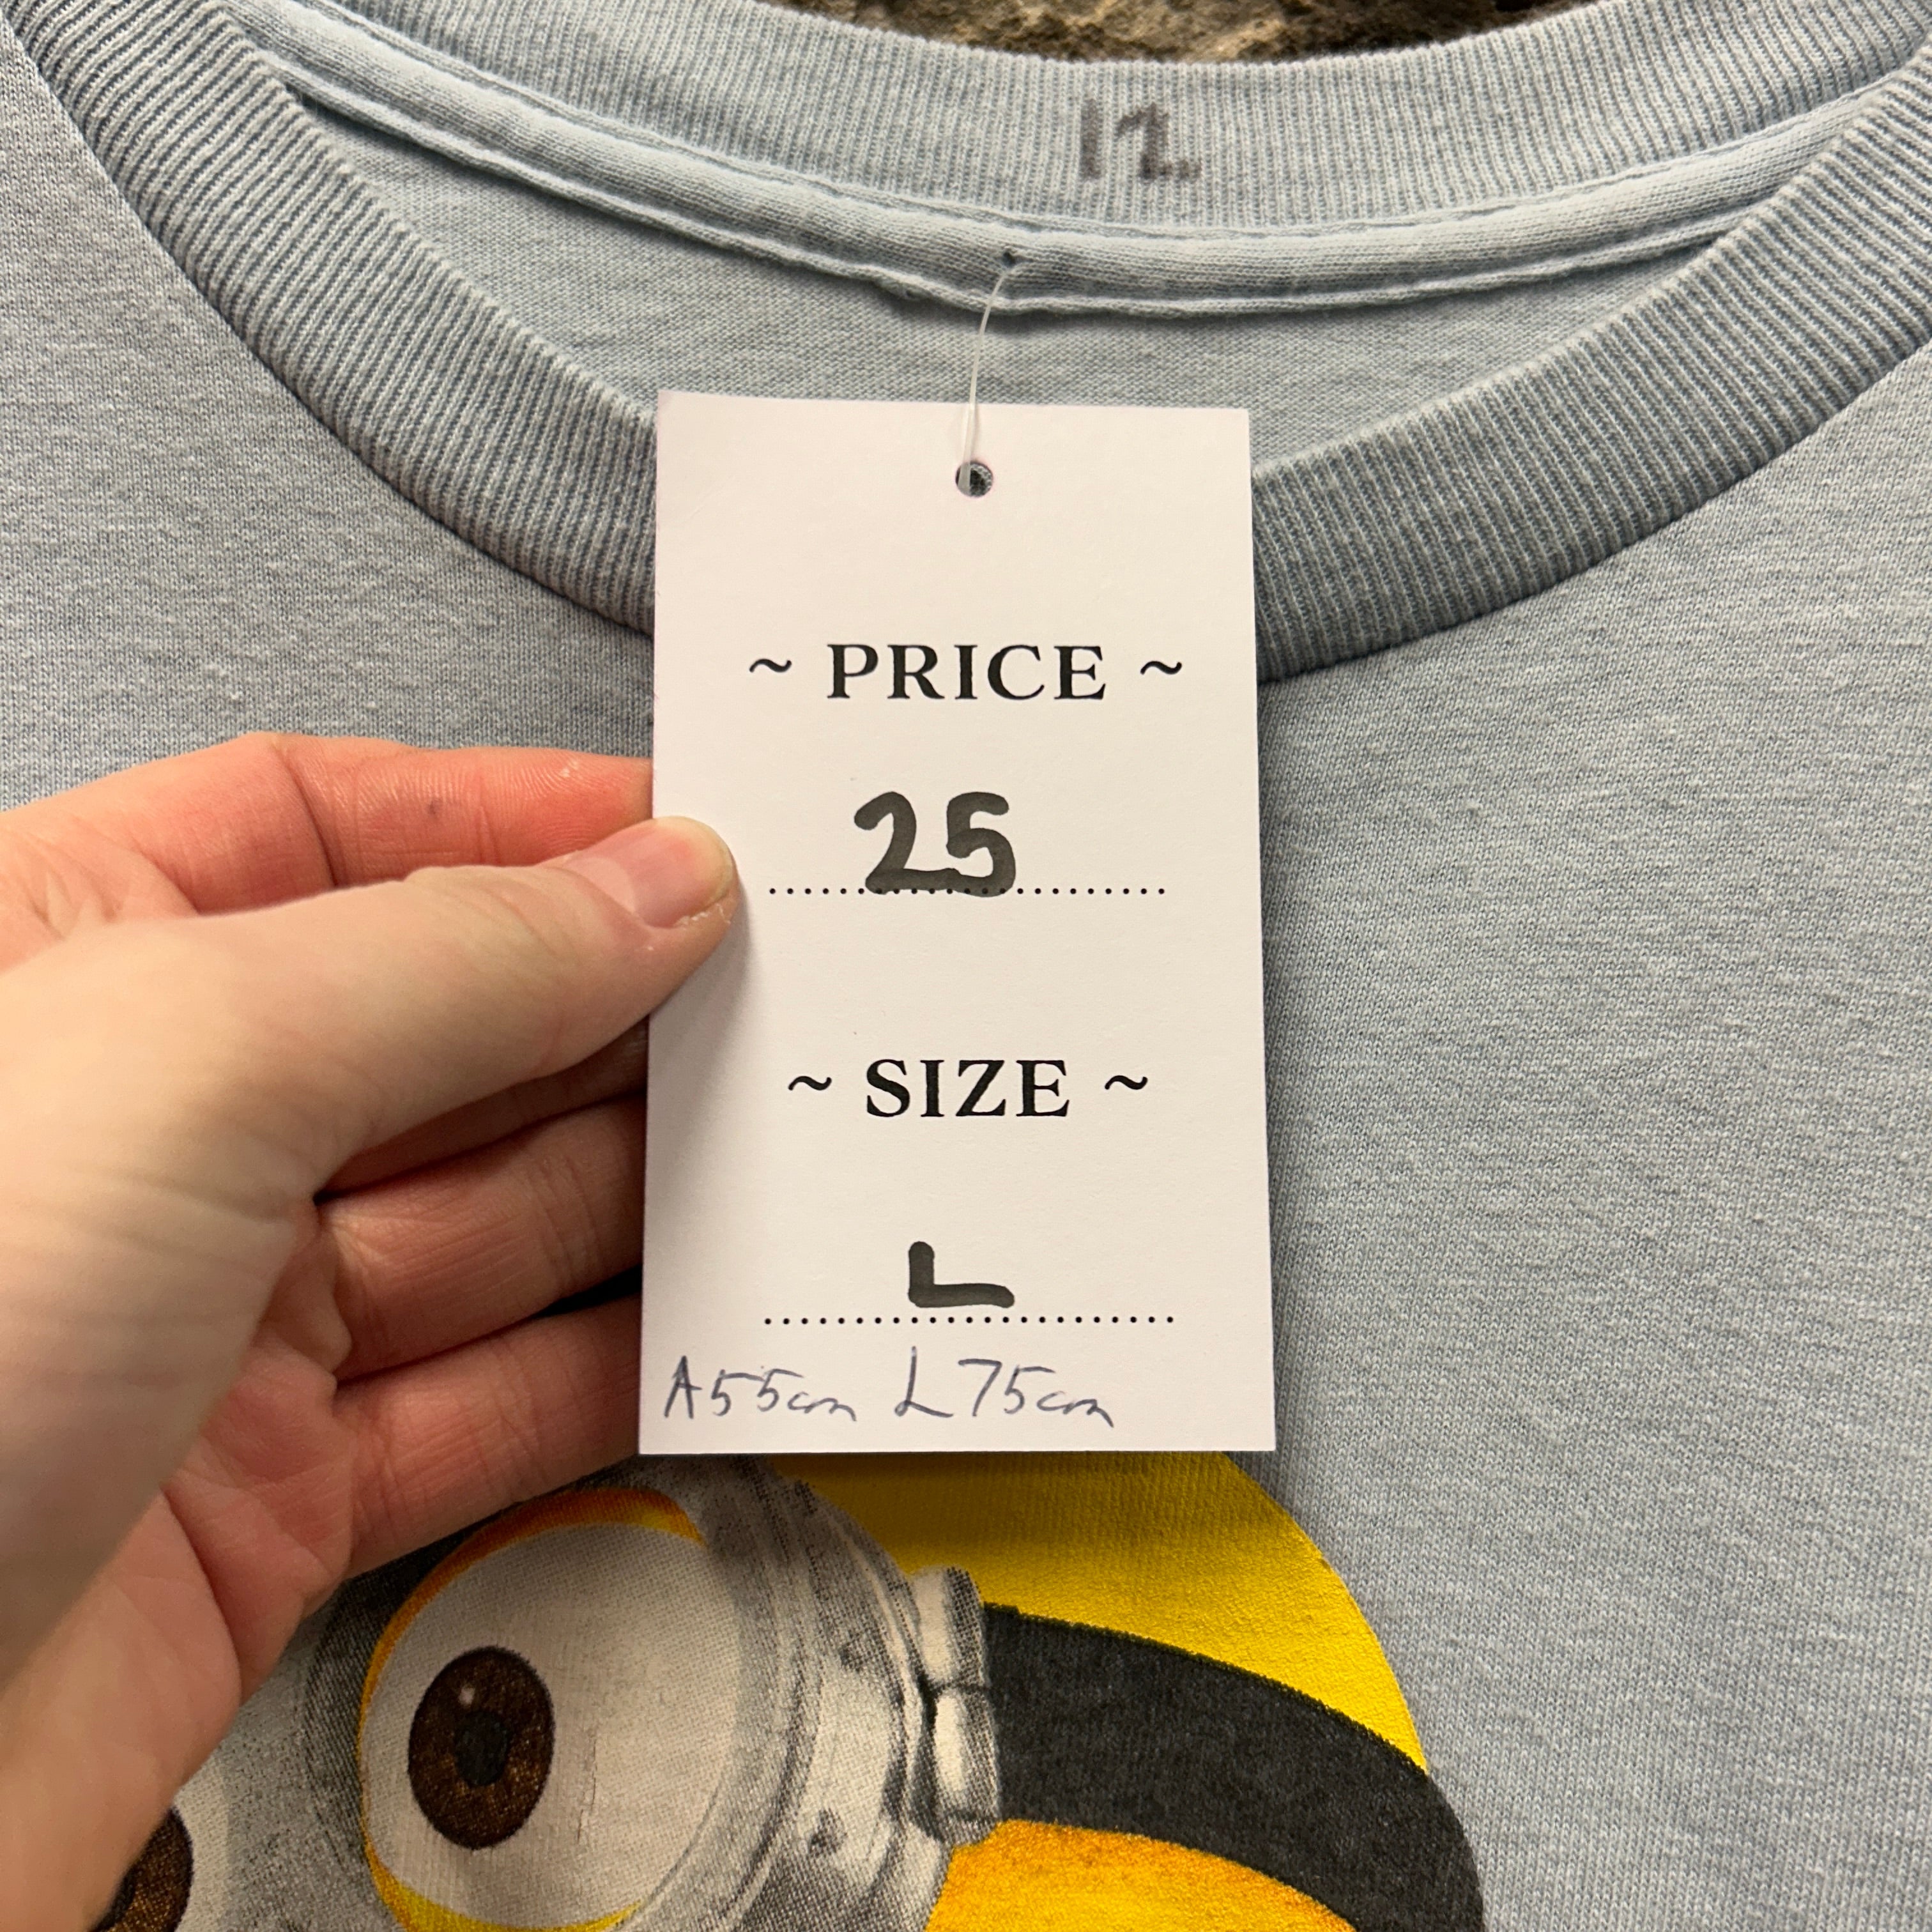 12
~ PRICE ~
25
~ SIZE ~
L
A55cm L75cm